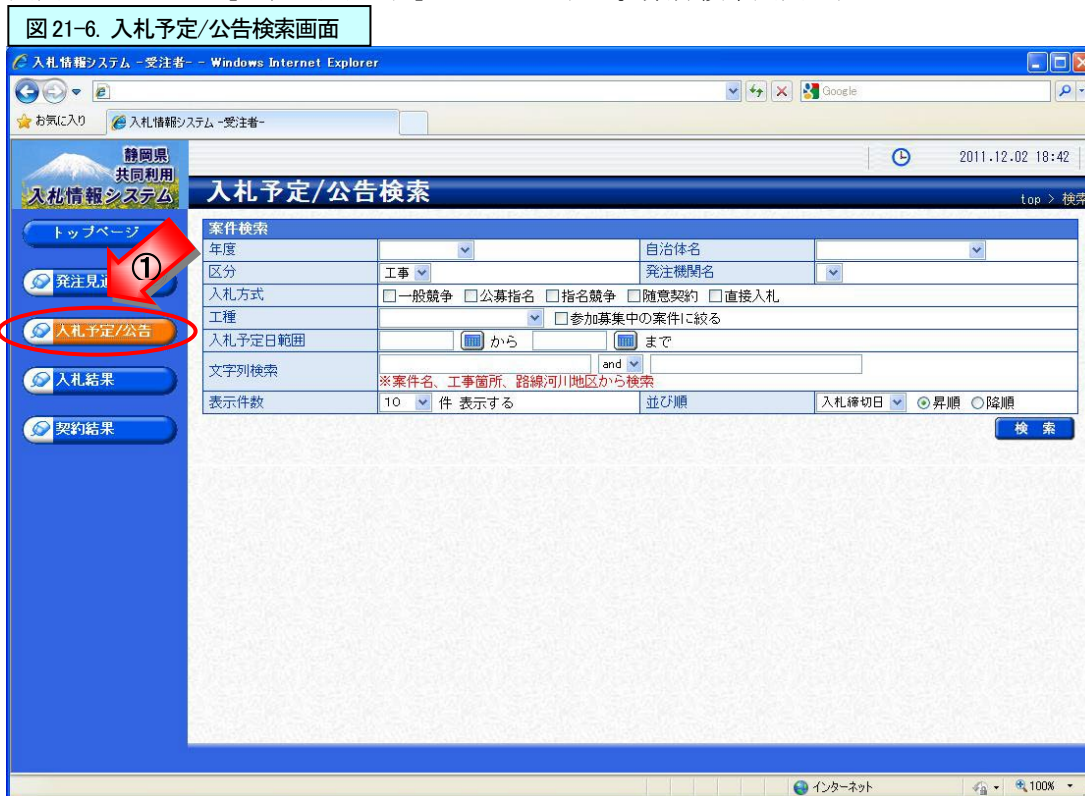 図 21-6. 入札予定/公告検索画面
入札情報システム -受注者- - Windows Internet Explorer
Google
お気に入り
入札情報システム -受注者-
静岡県
共同利用
入札情報システム
2011.12.02 18:42
入札予定/公告検索
top > 検索
トップページ
①
発注見
入札予定/公告
入札結果
契約結果
案件検索
年度 自治体名
区分 工事 発注機関名
入札方式 □一般競争 □公募指名 □指名競争 □随意契約 □直接入札
工種 □参加募集中の案件に絞る
入札予定日範囲 から まで
文字列検索 and
※案件名、工事箇所、路線河川地区から検索
表示件数 10 件 表示する 並び順 入札締切日 昇順 降順
検 索
インターネット 100%